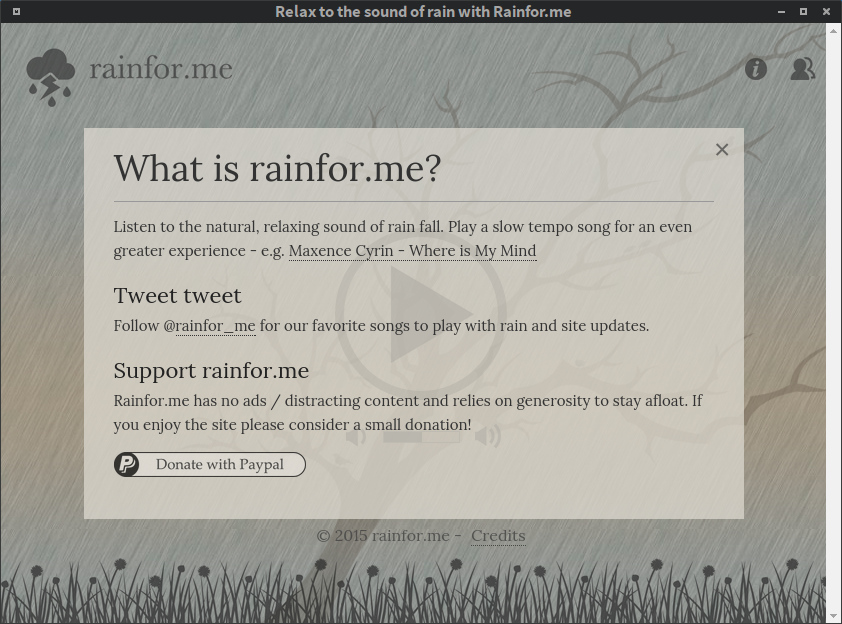 Relax to the sound of rain with Rainfor.me
rainfor.me
What is rainfor.me?
Listen to the natural, relaxing sound of rain fall. Play a slow tempo song for an even
greater experience - e.g. Maxence Cyrin - Where is My Mind
Tweet tweet
Follow @rainfor_me for our favorite songs to play with rain and site updates.
Support rainfor.me
Rainfor.me has no ads / distracting content and relies on generosity to stay afloat. If
you enjoy the site please consider a small donation!
Donate with Paypal
© 2015 rainfor.me - Credits